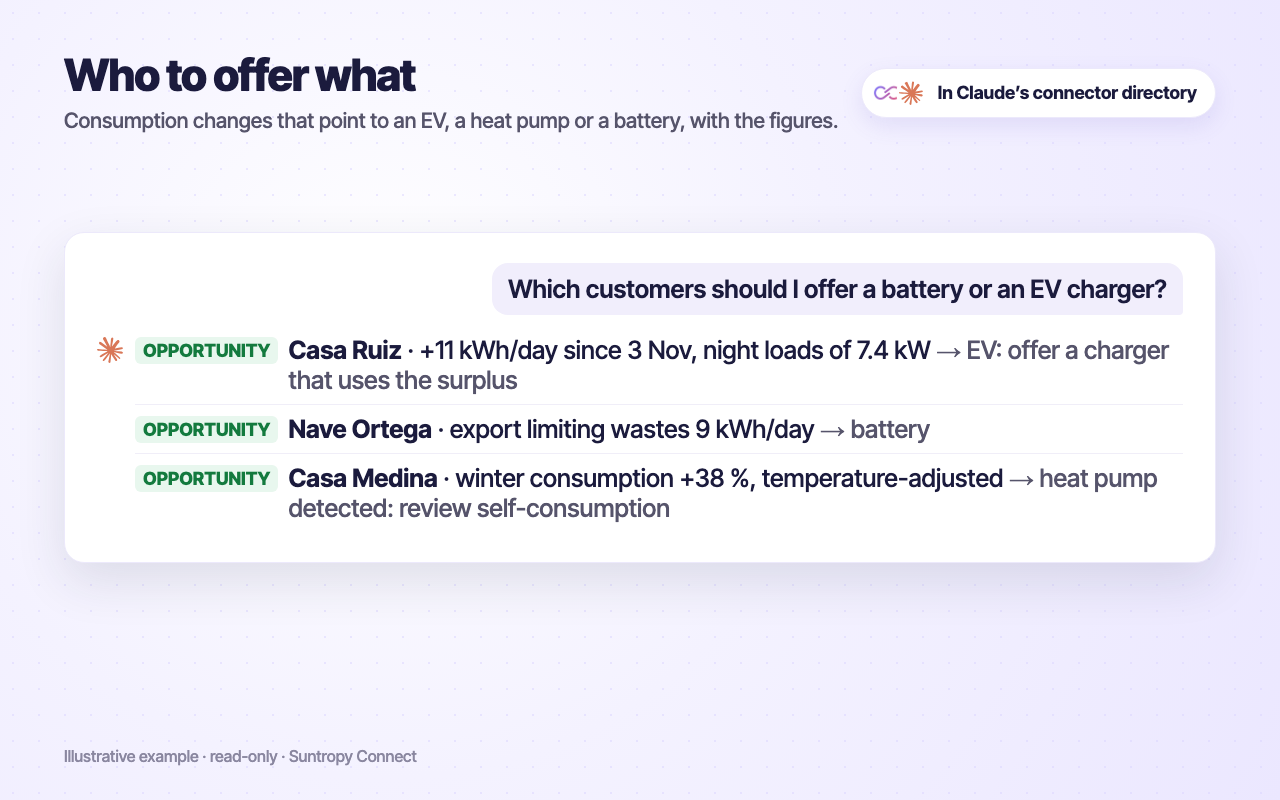 Who to offer what
Consumption changes that point to an EV, a heat pump or a battery, with the figures.
In Claude’s connector directory
Which customers should I offer a battery or an EV charger?
OPPORTUNITY Casa Ruiz · +11 kWh/day since 3 Nov, night loads of 7.4 kW → EV: offer a charger
that uses the surplus
OPPORTUNITY Nave Ortega · export limiting wastes 9 kWh/day → battery
OPPORTUNITY Casa Medina · winter consumption +38 %, temperature-adjusted → heat pump
detected: review self-consumption
Illustrative example · read-only · Suntropy Connect